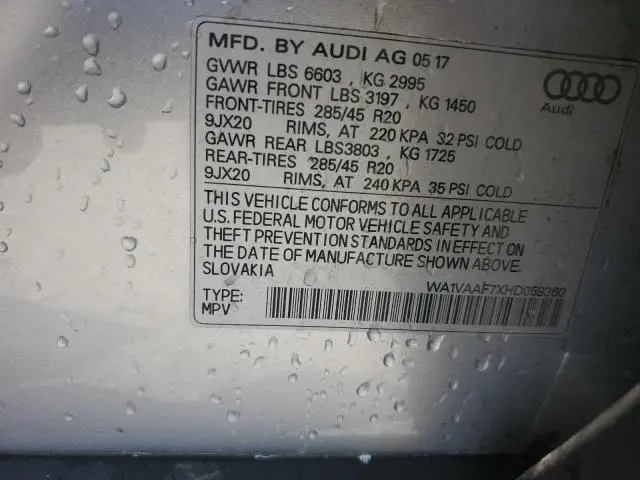 MFD. BY AUDI AG 05 17
GVWR LBS 6603 , KG 2995
GAWR FRONT LBS 3197 , KG 1450
FRONT-TIRES 285/45 R20
9JX20 RIMS, AT 220 KPA 32 PSI COLD
GAWR REAR LBS3803 , KG 1725
REAR-TIRES 285/45 R20
9JX20 RIMS, AT 240 KPA 35 PSI COLD
Audi
THIS VEHICLE CONFORMS TO ALL APPLICABLE
U.S. FEDERAL MOTOR VEHICLE SAFETY AND
THEFT PREVENTION STANDARDS IN EFFECT ON
THE DATE OF MANUFACTURE SHOWN ABOVE.
SLOVAKIA
WA1VAAF7XHD059360
TYPE:
MPV